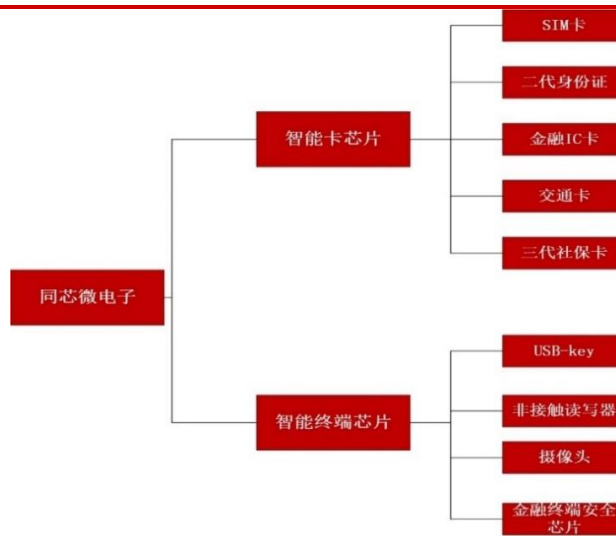 SIM卡
二代身份证
智能卡芯片
金融IC卡
交通卡
三代社保卡
同芯微电子
USB-key
非接触读写器
智能终端芯片
摄像头
金融终端安全
芯片